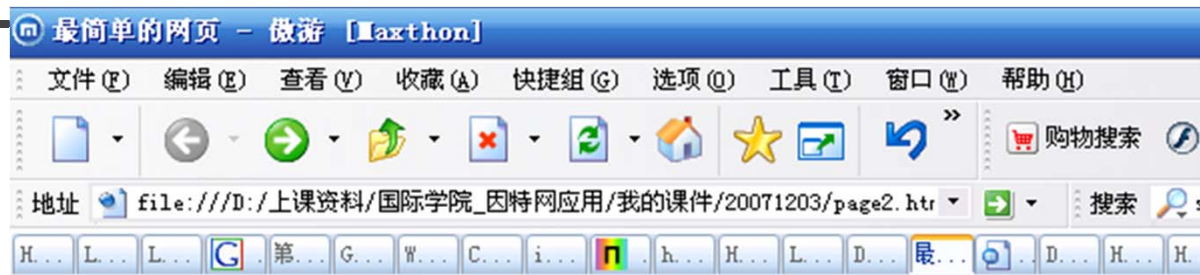 最简单的网页 - 傲游 [Maxthon]
文件(F) 编辑(E) 查看(V) 收藏(A) 快捷组(G) 选项(O) 工具(T) 窗口(W) 帮助(H)
» 购物搜索
地址 file:///D:/上课资料/国际学院_因特网应用/我的课件/20071203/page2.htm 搜索
H... L... L... G . 第... G... W... C... i... . h... H... L... D... 最... . D... H... H.